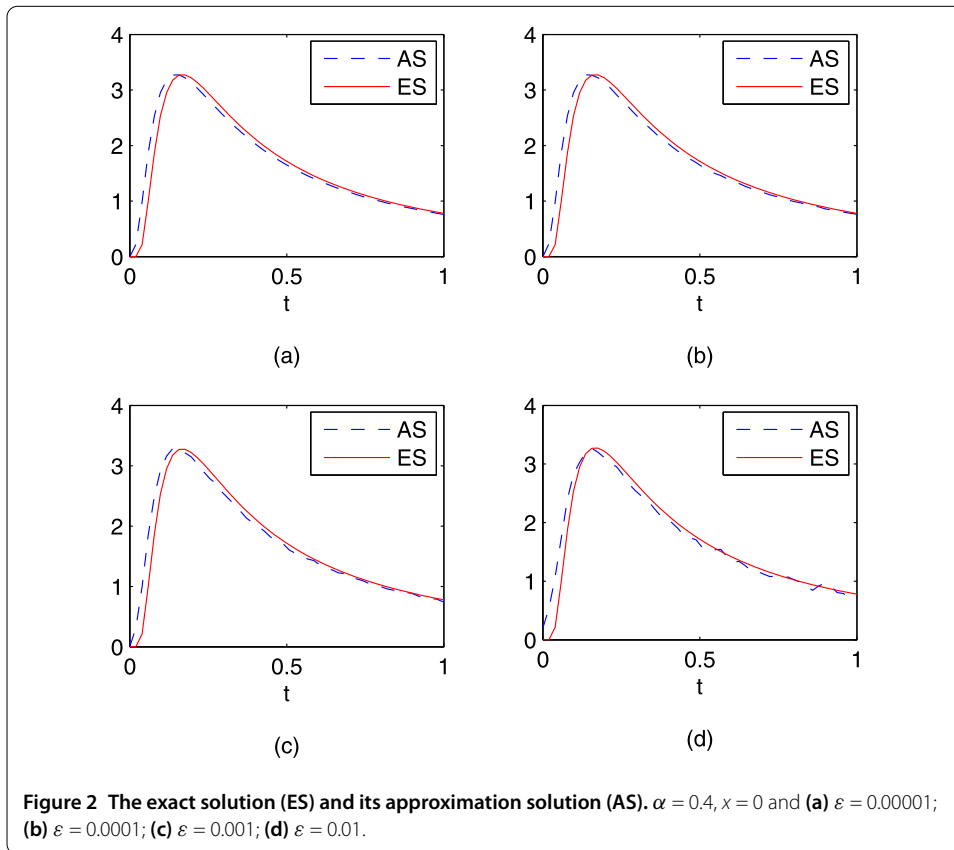 4
3
2
1
0
0
0.5
1
t
AS
ES
(a)
4
3
2
1
0
0
0.5
1
t
AS
ES
(b)
4
3
2
1
0
0
0.5
1
t
AS
ES
(c)
4
3
2
1
0
0
0.5
1
t
AS
ES
(d)
Figure 2 The exact solution (ES) and its approximation solution (AS). α = 0.4, x = 0 and (a) ε = 0.00001;
(b) ε = 0.0001; (c) ε = 0.001; (d) ε = 0.01.